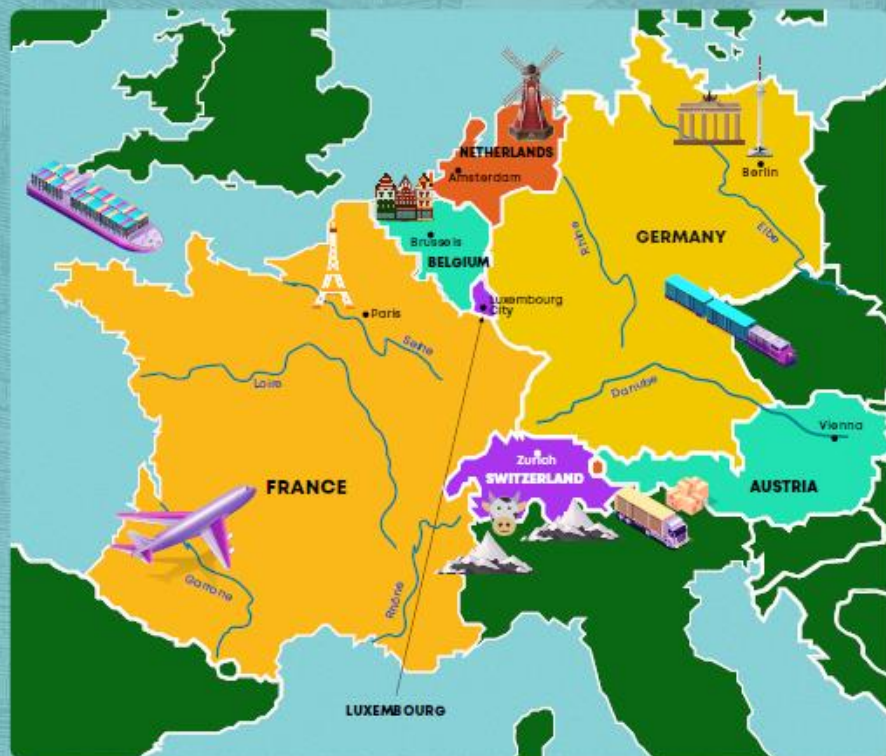 NETHERLANDS
Amsterdam
Berlin
Brussels
BELGIUM
Rhine
GERMANY
Elbe
Luxembourg
City
Paris
Seine
Loire
Danube
Vienna
Zurich
SWITZERLAND
FRANCE
AUSTRIA
Garrone
Rhône
LUXEMBOURG